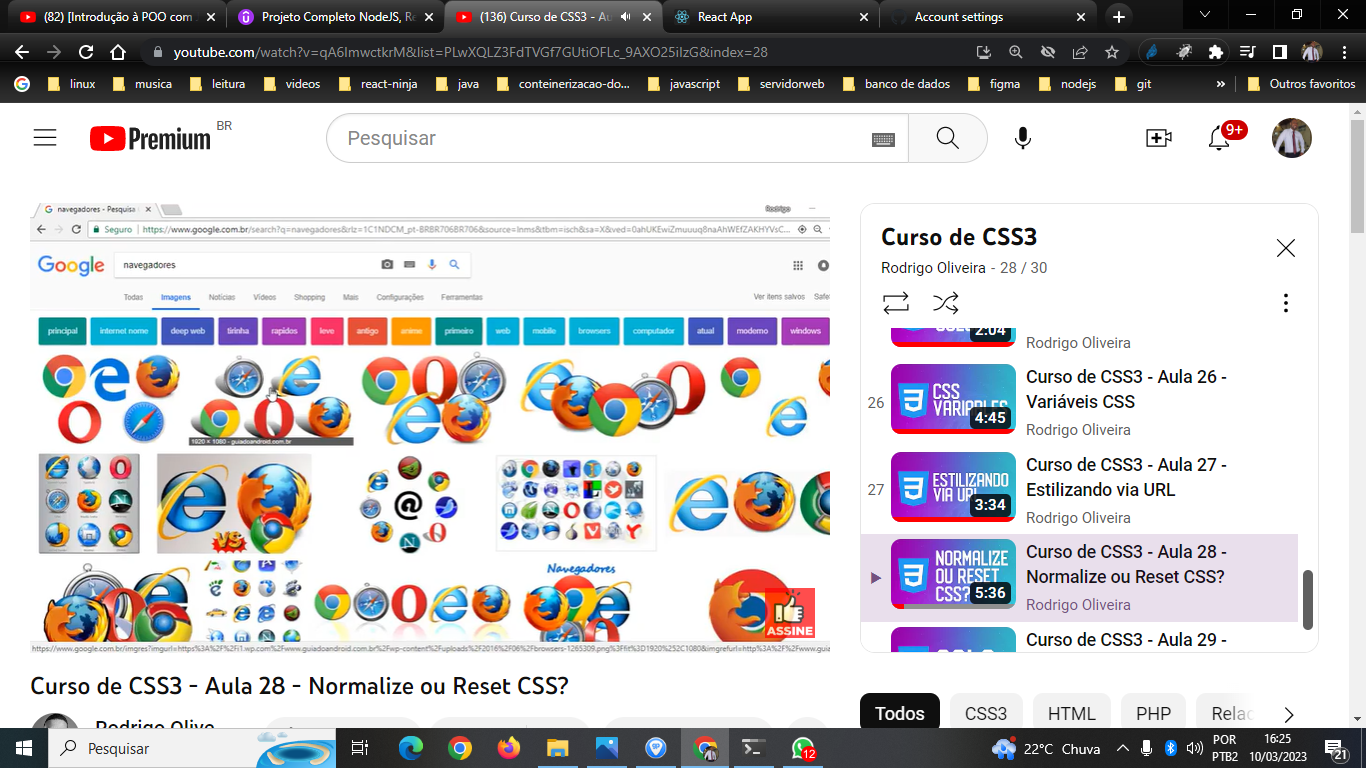 (82) [Introdução à POO com J
Projeto Completo NodeJS, Re
(136) Curso de CSS3 - Au
React App
Account settings
youtube.com/watch?v=qA6lmwctkrM&list=PLwXQLZ3FdTVGf7GUtiOFLc_9AXO25iIzG&index=28
linux
musica
leitura
videos
react-ninja
java
conteinerizacao-do...
javascript
servidorweb
banco de dados
figma
nodejs
git
»
Outros favoritos
Premium
BR
Pesquisar
9+
navegadores - Pesquisa
Rodrigo
Seguro
https://www.google.com.br/search?q=navegadores&rlz=1C1NDCM_pt-BRBR706BR706&source=lnms&tbm=isch&sa=X&ved=0ahUKEwiZmuuuq8naAhWEfZAKHYVsC...
Google
navegadores
Todas
Imagens
Notícias
Vídeos
Shopping
Mais
Configurações
Ferramentas
Ver itens salvos
Safe
principal
internet nome
deep web
tirinha
rapidos
leve
antigo
anime
primeiro
web
mobile
browsers
computador
atual
moderno
windows
1920 × 1080 - guiadoandroid.com.br
VS
@
Navegadores
ASSINE
https://www.google.com.br/imgres?imgurl=https%3A%2F%2Fi1.wp.com%2Fwww.guiadoandroid.com.br%2Fwp-content%2Fuploads%2F2016%2F06%2Fbrowsers-1265309.png%3Ffit%3D1920%252C1080&imgrefurl=http%3A%2F%2Fwww.guia
Curso de CSS3 - Aula 28 - Normalize ou Reset CSS?
Rodrigo Olive
Curso de CSS3
Rodrigo Oliveira - 28 / 30
2:04
Rodrigo Oliveira
26
CSS
VARIABLES
4:45
Curso de CSS3 - Aula 26 -
Variáveis CSS
Rodrigo Oliveira
27
ESTILIZANDO
VIA URL
3:34
Curso de CSS3 - Aula 27 -
Estilizando via URL
Rodrigo Oliveira
NORMALIZE
OU RESET
CSS?
5:36
Curso de CSS3 - Aula 28 -
Normalize ou Reset CSS?
Rodrigo Oliveira
Curso de CSS3 - Aula 29 -
Todos
CSS3
HTML
PHP
Relac
Pesquisar
12
22°C Chuva
POR
PTB2
16:25
10/03/2023
21